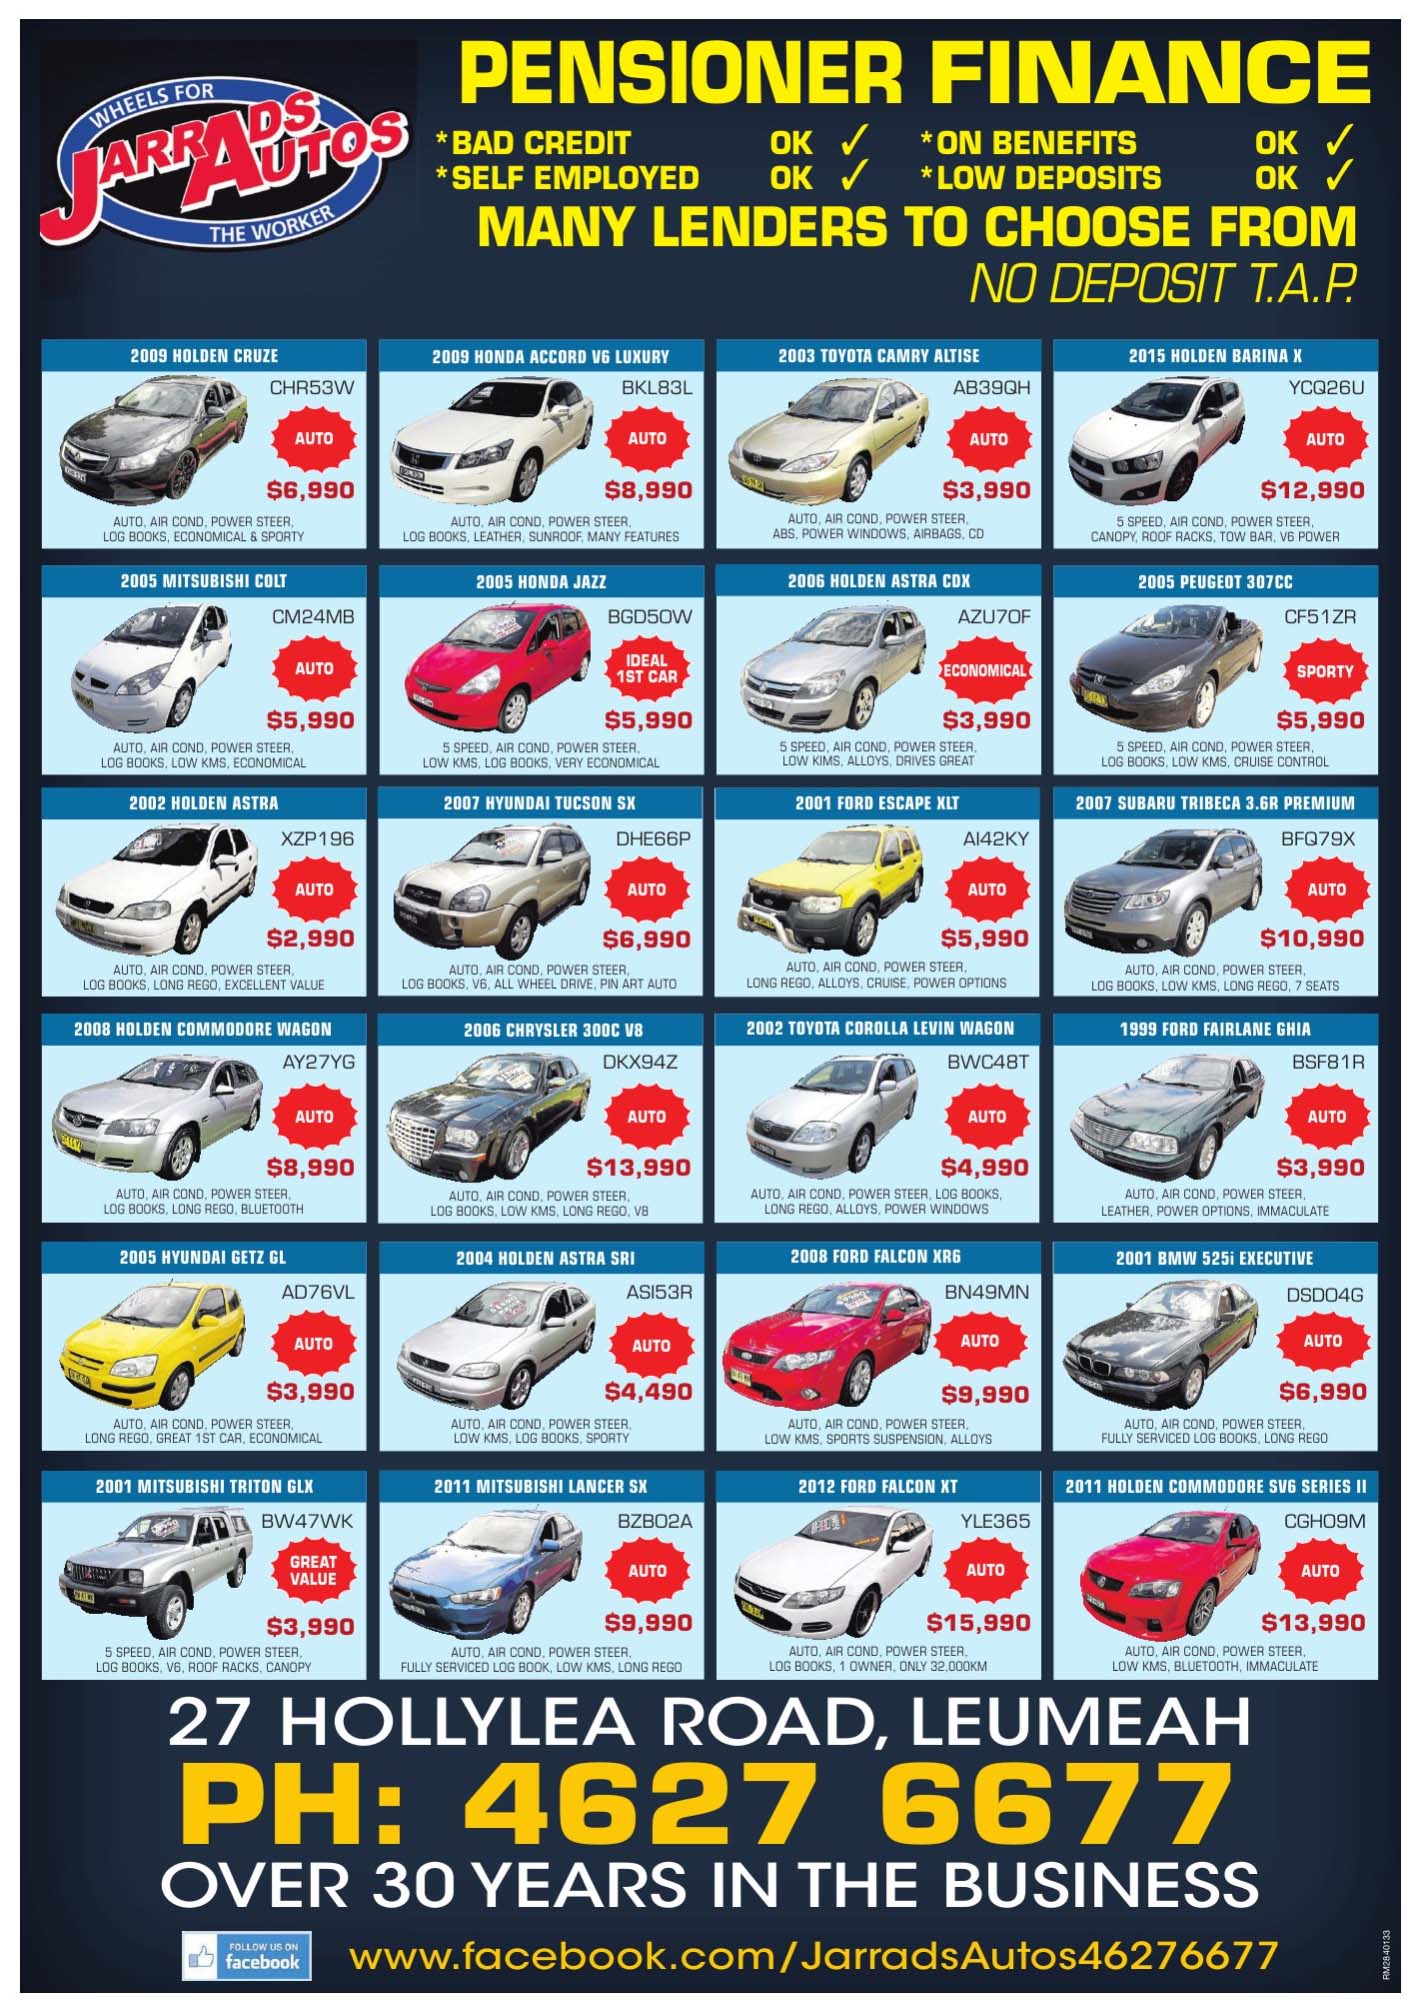 WHEELS FOR
JARRADS
AUTOS
THE WORKER
PENSIONER FINANCE
*BAD CREDIT OK ✓ *ON BENEFITS OK ✓
*SELF EMPLOYED OK ✓ *LOW DEPOSITS OK ✓
MANY LENDERS TO CHOOSE FROM
NO DEPOSIT T.A.P.
2009 HOLDEN CRUZE
CHR53W
AUTO
$6,990
AUTO, AIR COND, POWER STEER,
LOG BOOKS, ECONOMICAL & SPORTY
2009 HONDA ACCORD V6 LUXURY
BKL83L
AUTO
$8,990
AUTO, AIR COND, POWER STEER,
LOG BOOKS, LEATHER, SUNROOF, MANY FEATURES
2003 TOYOTA CAMRY ALTISE
AB39QH
AUTO
$3,990
AUTO, AIR COND, POWER STEER,
ABS, POWER WINDOWS, AIRBAGS, CD
2015 HOLDEN BARINA X
YCQ26U
AUTO
$12,990
5 SPEED, AIR COND, POWER STEER,
CANOPY, ROOF RACKS, TOW BAR, V6 POWER
2005 MITSUBISHI COLT
CM24MB
AUTO
$5,990
AUTO, AIR COND, POWER STEER,
LOG BOOKS, LOW KMS, ECONOMICAL
2005 HONDA JAZZ
BGD50W
IDEAL
1ST CAR
$5,990
5 SPEED, AIR COND, POWER STEER,
LOW KMS, LOG BOOKS, VERY ECONOMICAL
2006 HOLDEN ASTRA CDX
AZU70F
ECONOMICAL
$3,990
5 SPEED, AIR COND, POWER STEER,
LOW KIMS, ALLOYS, DRIVES GREAT
2005 PEUGEOT 307CC
CF51ZR
SPORTY
$5,990
5 SPEED, AIR COND, POWER STEER,
LOG BOOKS, LOW KMS, CRUISE CONTROL
2002 HOLDEN ASTRA
XZP196
AUTO
$2,990
AUTO, AIR COND, POWER STEER,
LOG BOOKS, LONG REGO, EXCELLENT VALUE
2007 HYUNDAI TUCSON SX
DHE66P
AUTO
$6,990
AUTO, AIR COND, POWER STEER,
LOG BOOKS, V6, ALL WHEEL DRIVE, PIN ART AUTO
2001 FORD ESCAPE XLT
AI42KY
AUTO
$5,990
AUTO, AIR COND, POWER STEER,
LONG REGO, ALLOYS, CRUISE, POWER OPTIONS
2007 SUBARU TRIBECA 3.6R PREMIUM
BFQ79X
AUTO
$10,990
AUTO, AIR COND, POWER STEER,
LOG BOOKS, LOW KMS, LONG REGO, 7 SEATS
2008 HOLDEN COMMODORE WAGON
AY27YG
AUTO
$8,990
AUTO, AIR COND, POWER STEER,
LOG BOOKS, LONG REGO, BLUETOOTH
2006 CHRYSLER 300C V8
DKX94Z
AUTO
$13,990
AUTO, AIR COND, POWER STEER,
LOG BOOKS, LOW KMS, LONG REGO, V8
2002 TOYOTA COROLLA LEVIN WAGON
BWC48T
AUTO
$4,990
AUTO, AIR COND, POWER STEER, LOG BOOKS,
LONG REGO, ALLOYS, POWER WINDOWS
1999 FORD FAIRLANE GHIA
BSF81R
AUTO
$3,990
AUTO, AIR COND, POWER STEER,
LEATHER, POWER OPTIONS, IMMACULATE
2005 HYUNDAI GETZ GL
AD76VL
AUTO
$3,990
AUTO, AIR COND, POWER STEER,
LONG REGO, GREAT 1ST CAR, ECONOMICAL
2004 HOLDEN ASTRA SRI
ASI53R
AUTO
$4,490
AUTO, AIR COND, POWER STEER,
LOW KMS, LOG BOOKS, SPORTY
2008 FORD FALCON XR6
BN49MN
AUTO
$9,990
AUTO, AIR COND, POWER STEER,
LOW KMS, SPORTS SUSPENSION, ALLOYS
2001 BMW 525i EXECUTIVE
DSD04G
AUTO
$6,990
AUTO, AIR COND, POWER STEER,
FULLY SERVICED LOG BOOKS, LONG REGO
2001 MITSUBISHI TRITON GLX
BW47WK
GREAT
VALUE
$3,990
5 SPEED, AIR COND, POWER STEER,
LOG BOOKS, V6, ROOF RACKS, CANOPY
2011 MITSUBISHI LANCER SX
BZB02A
AUTO
$9,990
AUTO, AIR COND, POWER STEER,
FULLY SERVICED LOG BOOK, LOW KMS, LONG REGO
2012 FORD FALCON XT
YLE365
AUTO
$15,990
AUTO, AIR COND, POWER STEER,
LOG BOOKS, 1 OWNER, ONLY 32,000KM
2011 HOLDEN COMMODORE SV6 SERIES II
CGH09M
AUTO
$13,990
AUTO, AIR COND, POWER STEER,
LOW KMS, BLUETOOTH, IMMACULATE
27 HOLLYLEA ROAD, LEUMEAH
PH: 4627 6677
OVER 30 YEARS IN THE BUSINESS
FOLLOW US ON
facebook
www.facebook.com/JarradsAutos46276677
RM2840133